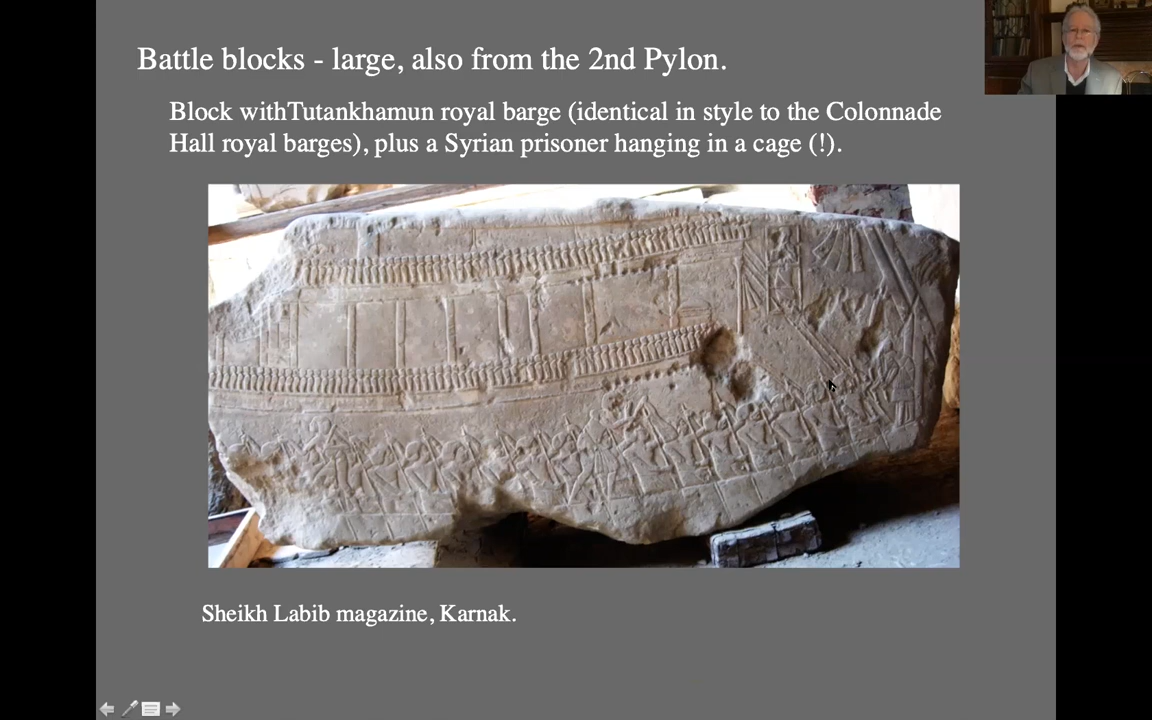 Battle blocks - large, also from the 2nd Pylon.
Block withTutankhamun royal barge (identical in style to the Colonnade
Hall royal barges), plus a Syrian prisoner hanging in a cage (!).
Sheikh Labib magazine, Karnak.